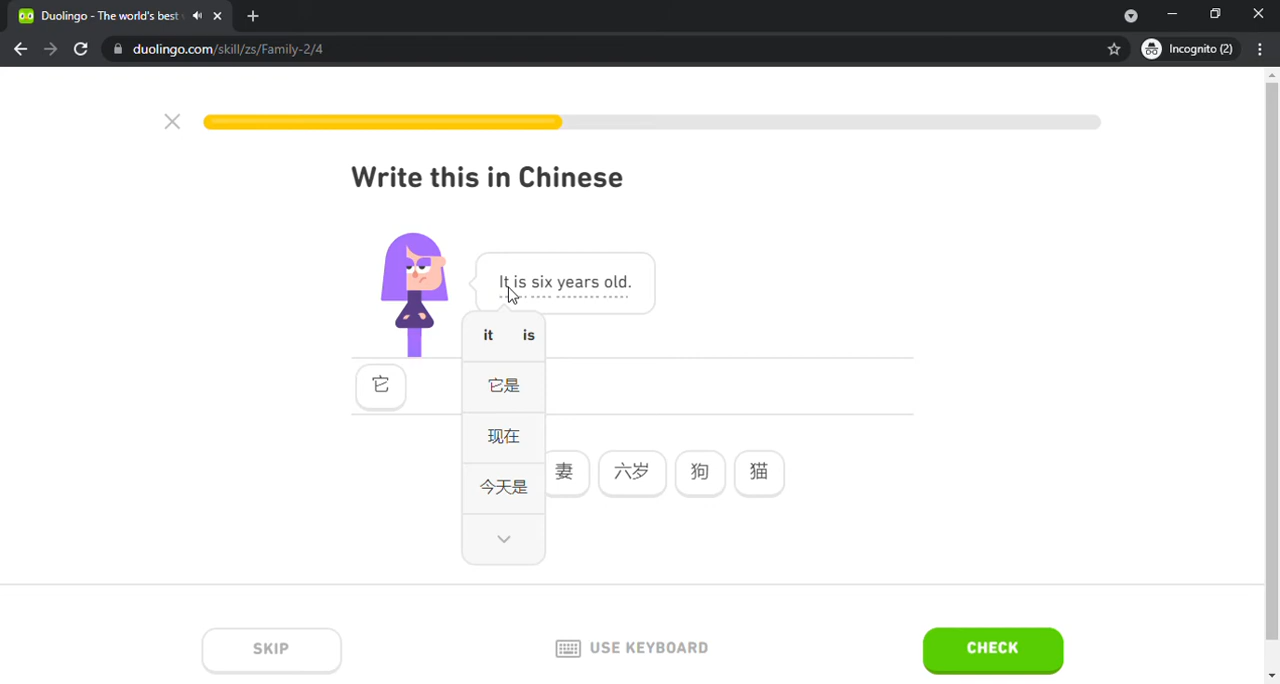 Duolingo - The world's best
duolingo.com/skill/zs/Family-2/4
Incognito (2)
Write this in Chinese
It is six years old.
it is
它是
现在
今天是
它
妻 六岁 狗 猫
SKIP
USE KEYBOARD
CHECK